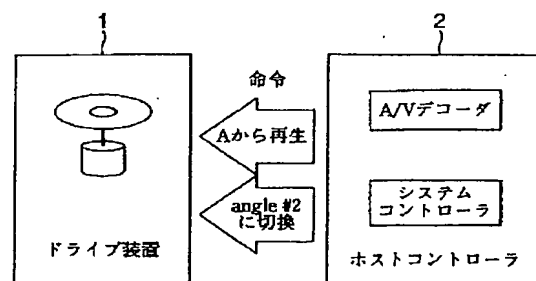 1
2
命令
Aから再生
angle #2
に切換
ドライブ装置
A/Vデコーダ
システム
コントローラ
ホストコントローラ